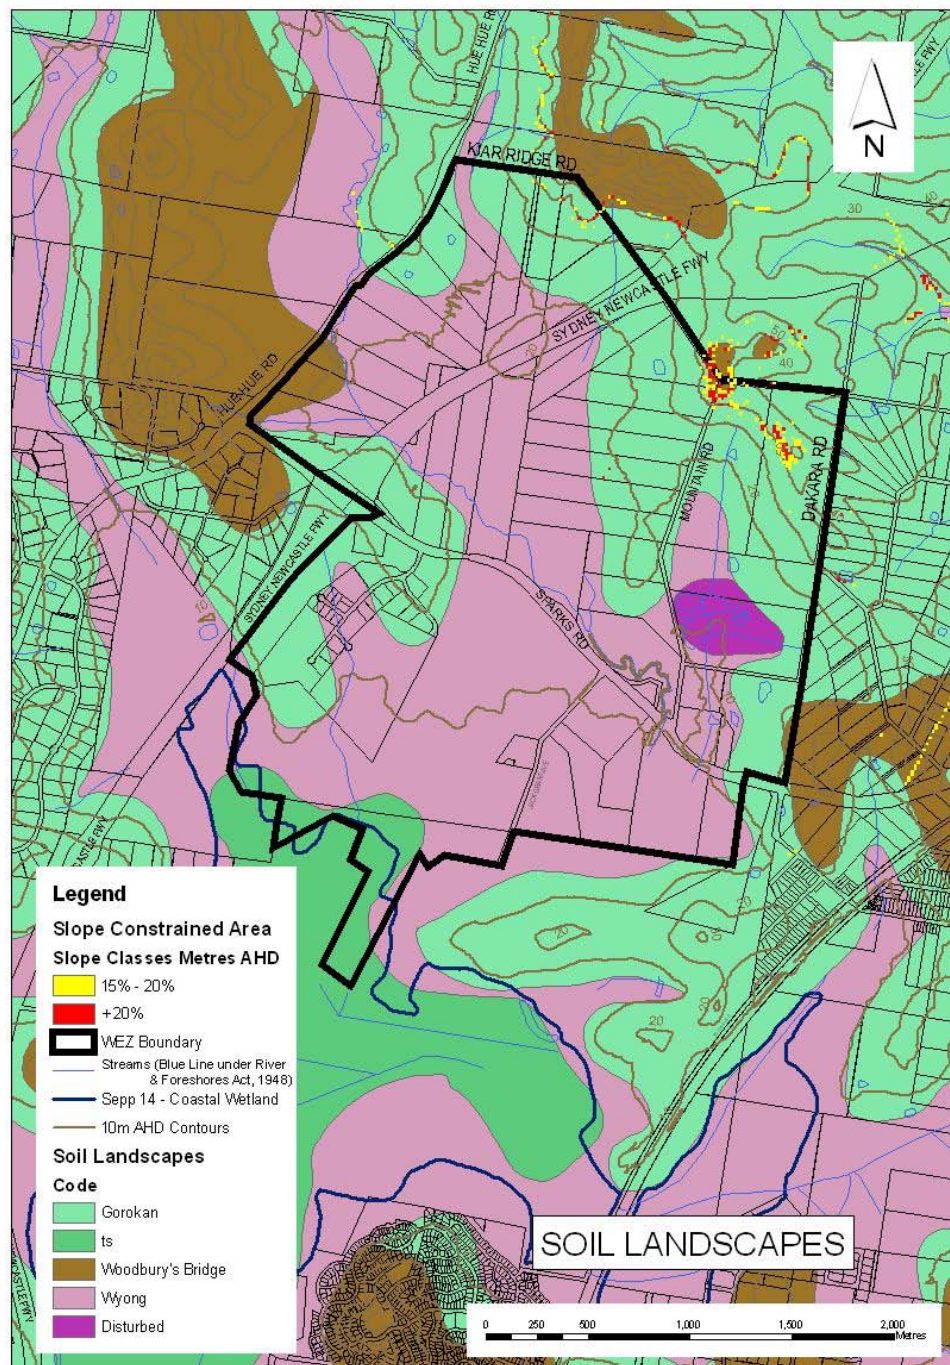 HUE HUE RD
KIAR RIDGE RD
N
30
40
SYDNEY NEWCASTLE FWY
20
50
40
HUE HUE RD
MOUNTAIN RD
DAKARA RD
SYDNEY NEWCASTLE FWY
10
SPARKS RD
20
20
20
Legend
Slope Constrained Area
Slope Classes Metres AHD
15% - 20%
+20%
WEZ Boundary
Streams (Blue Line under River
& Foreshores Act, 1948)
Sepp 14 - Coastal Wetland
10m AHD Contours
Soil Landscapes
Code
Gorokan
ts
Woodbury's Bridge
Wyong
Disturbed
SOIL LANDSCAPES
0 250 500 1,000 1,500 2,000
Metres